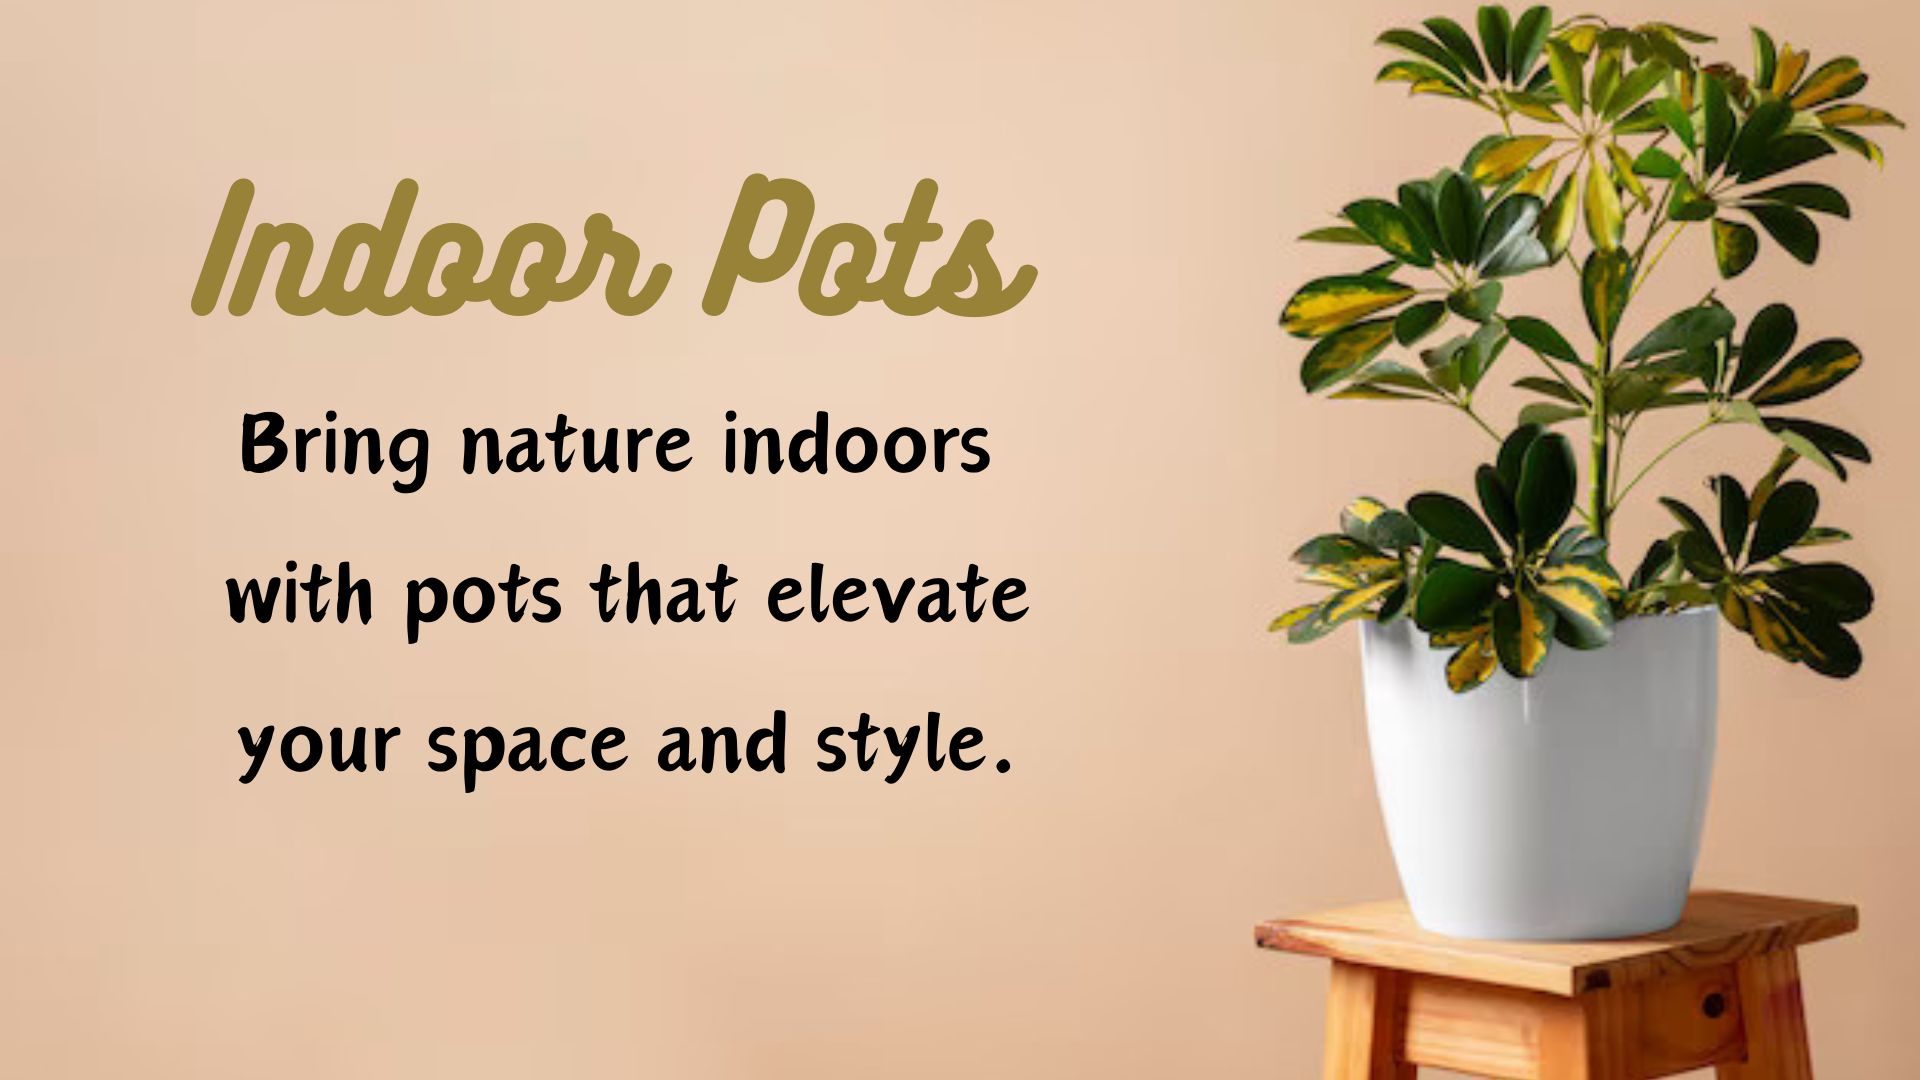 Indoor Pots
Bring nature indoors
with pots that elevate
your space and style.